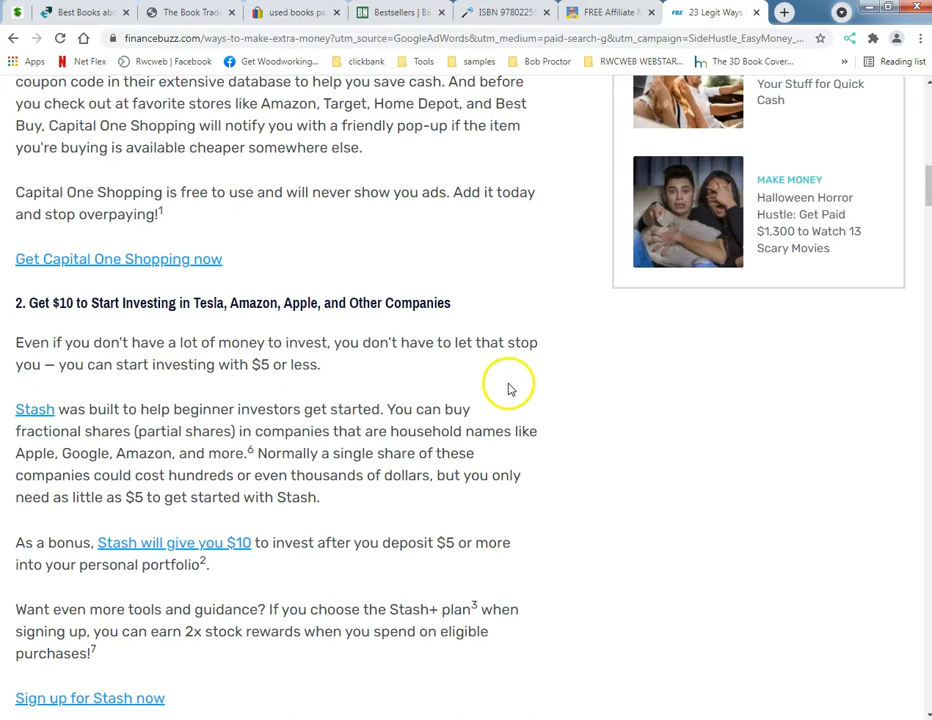 Best Books ab
The Book Trad
used books pa
Bestsellers | Ba
ISBN 9780225
FREE Affiliate
23 Legit Ways
financebuzz.com/ways-to-make-extra-money?utm_source=GoogleAdWords&utm_medium=paid-search-g&utm_campaign=SideHustle_EasyMoney_...
Apps
Net Flex
Rwcweb | Facebook
Get Woodworking...
clickbank
Tools
samples
Bob Proctor
RWCWEB WEBSTAR...
The 3D Book Cover...
»
Reading list
coupon code in their extensive database to help you save cash. And before
you check out at favorite stores like Amazon, Target, Home Depot, and Best
Buy, Capital One Shopping will notify you with a friendly pop-up if the item
you're buying is available cheaper somewhere else.
Capital One Shopping is free to use and will never show you ads. Add it today
and stop overpaying!1
Get Capital One Shopping now
2. Get $10 to Start Investing in Tesla, Amazon, Apple, and Other Companies
Even if you don't have a lot of money to invest, you don't have to let that stop
you — you can start investing with $5 or less.
Stash was built to help beginner investors get started. You can buy
fractional shares (partial shares) in companies that are household names like
Apple, Google, Amazon, and more.6 Normally a single share of these
companies could cost hundreds or even thousands of dollars, but you only
need as little as $5 to get started with Stash.
As a bonus, Stash will give you $10 to invest after you deposit $5 or more
into your personal portfolio2.
Want even more tools and guidance? If you choose the Stash+ plan3 when
signing up, you can earn 2x stock rewards when you spend on eligible
purchases!7
Sign up for Stash now
Your Stuff for Quick
Cash
MAKE MONEY
Halloween Horror
Hustle: Get Paid
$1,300 to Watch 13
Scary Movies